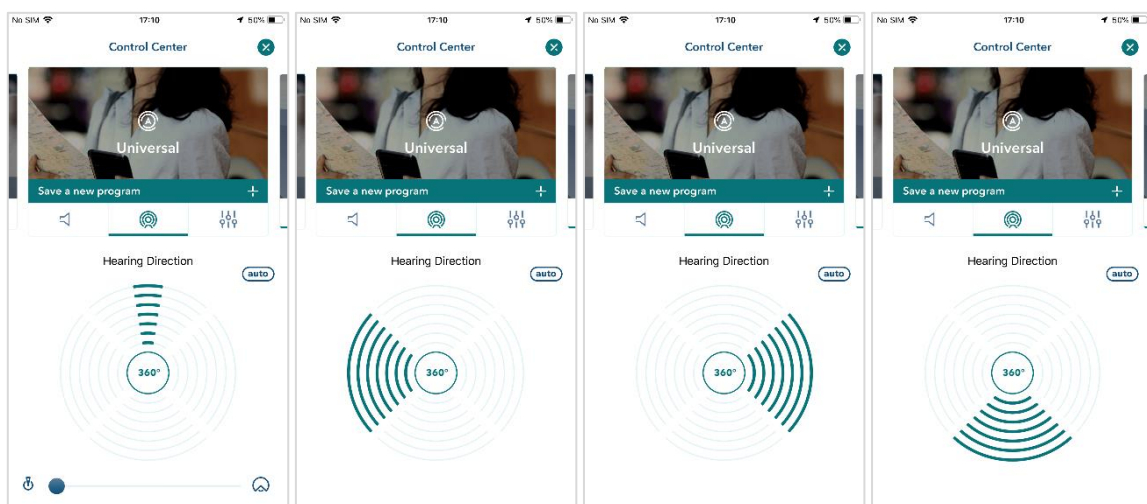 No SIM 17:10 50%
Control Center
A
Universal
Save a new program +
Hearing Direction
auto
360°
No SIM 17:10 50%
Control Center
A
Universal
Save a new program +
Hearing Direction
auto
360°
No SIM 17:10 50%
Control Center
A
Universal
Save a new program +
Hearing Direction
auto
360°
No SIM 17:10 50%
Control Center
A
Universal
Save a new program +
Hearing Direction
auto
360°